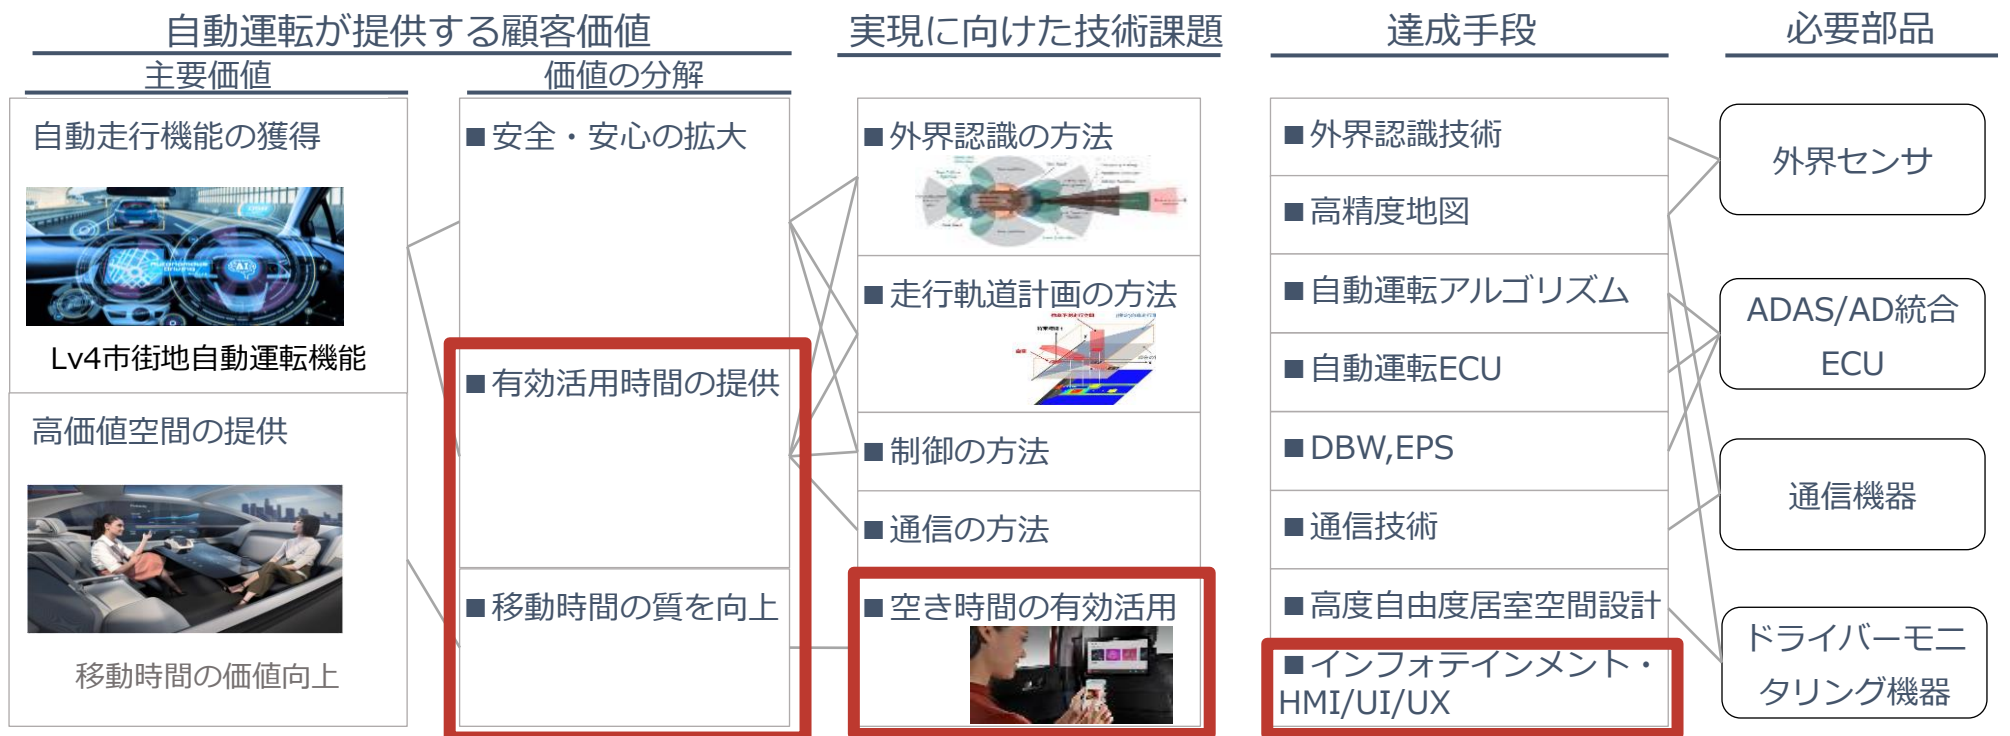 自動運転が提供する顧客価値
実現に向けた技術課題
達成手段
必要部品
主要価値
価値の分解
自動走行機能の獲得
Lv4市街地自動運転機能
高価値空間の提供
移動時間の価値向上
■安全・安心の拡大
■有効活用時間の提供
■移動時間の質を向上
■外界認識の方法
■走行軌道計画の方法
■制御の方法
■通信の方法
■空き時間の有効活用
■外界認識技術
■高精度地図
■自動運転アルゴリズム
■自動運転ECU
■DBW,EPS
■通信技術
■高度自由度居室空間設計
■インフォテインメント・
HMI/UI/UX
外界センサ
ADAS/AD統合
ECU
通信機器
ドライバーモニ
タリング機器